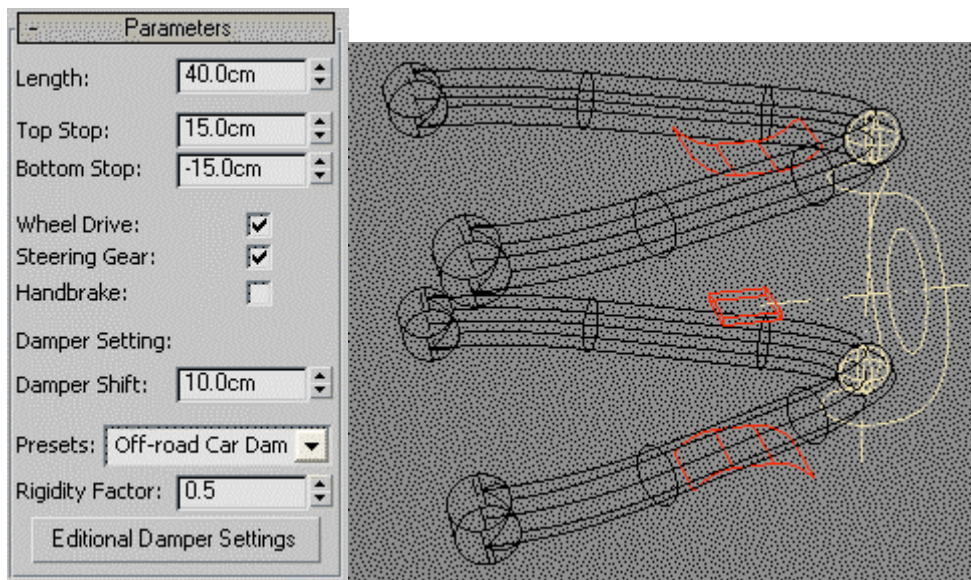 - Parameters
Length: 40.0cm
Top Stop: 15.0cm
Bottom Stop: -15.0cm
Wheel Drive:
Steering Gear:
Handbrake:
Damper Setting:
Damper Shift: 10.0cm
Presets: Off-road Car Dam
Rigidity Factor: 0.5
Editional Damper Settings